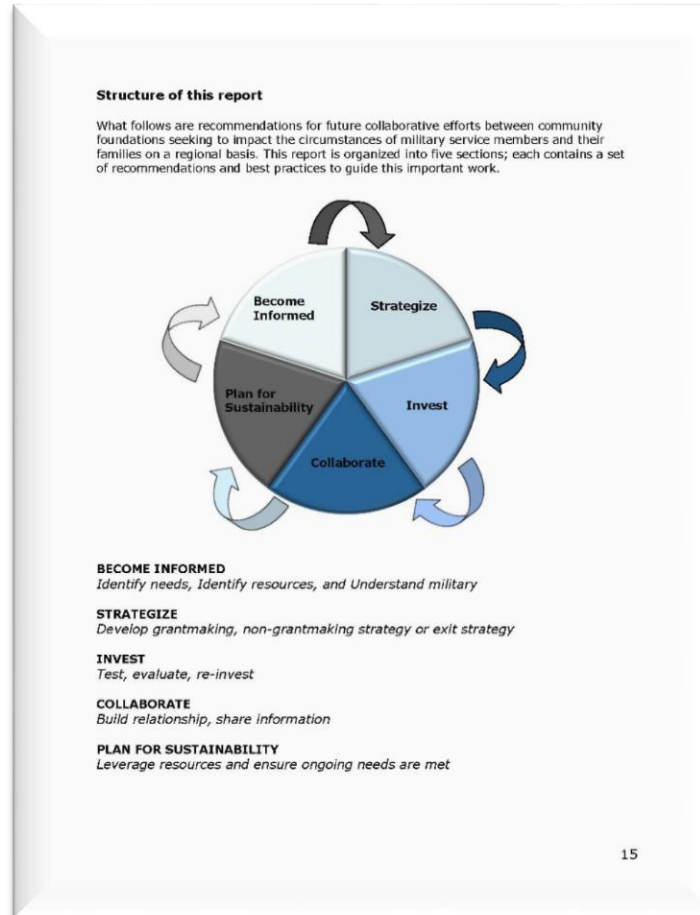 Structure of this report
What follows are recommendations for future collaborative efforts between community
foundations seeking to impact the circumstances of military service members and their
families on a regional basis. This report is organized into five sections; each contains a set
of recommendations and best practices to guide this important work.
Become
Informed
Strategize
Plan for
Sustainability
Invest
Collaborate
BECOME INFORMED
Identify needs, Identify resources, and Understand military
STRATEGIZE
Develop grantmaking, non-grantmaking strategy or exit strategy
INVEST
Test, evaluate, re-invest
COLLABORATE
Build relationship, share information
PLAN FOR SUSTAINABILITY
Leverage resources and ensure ongoing needs are met
15